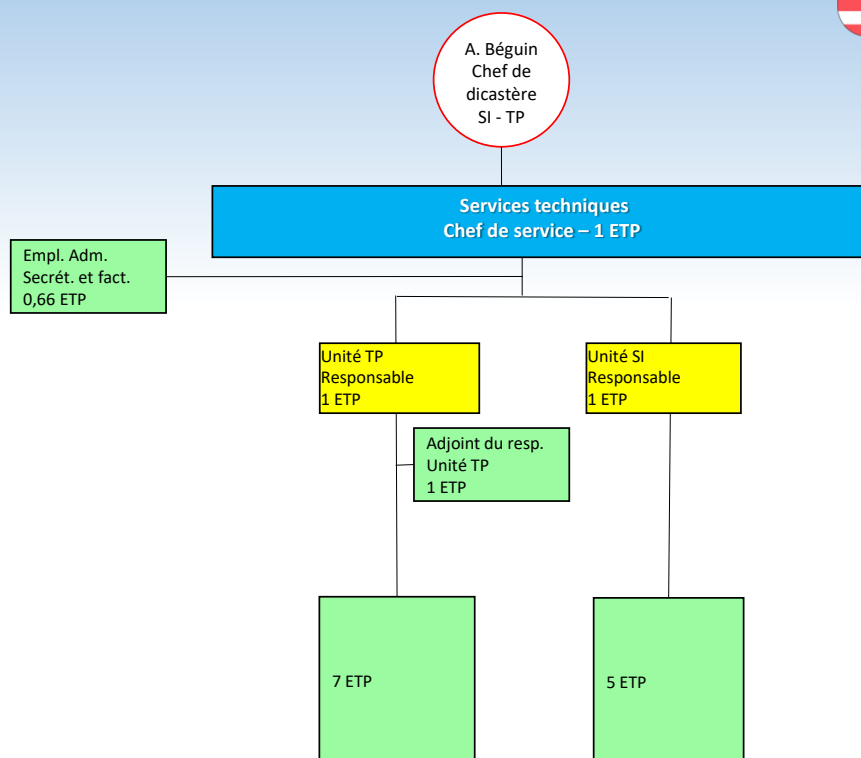 A. Béguin
Chef de
dicastère
SI - TP
Services techniques
Chef de service – 1 ETP
Empl. Adm.
Secrét. et fact.
0,66 ETP
Unité TP
Responsable
1 ETP
Unité SI
Responsable
1 ETP
Adjoint du resp.
Unité TP
1 ETP
7 ETP
5 ETP